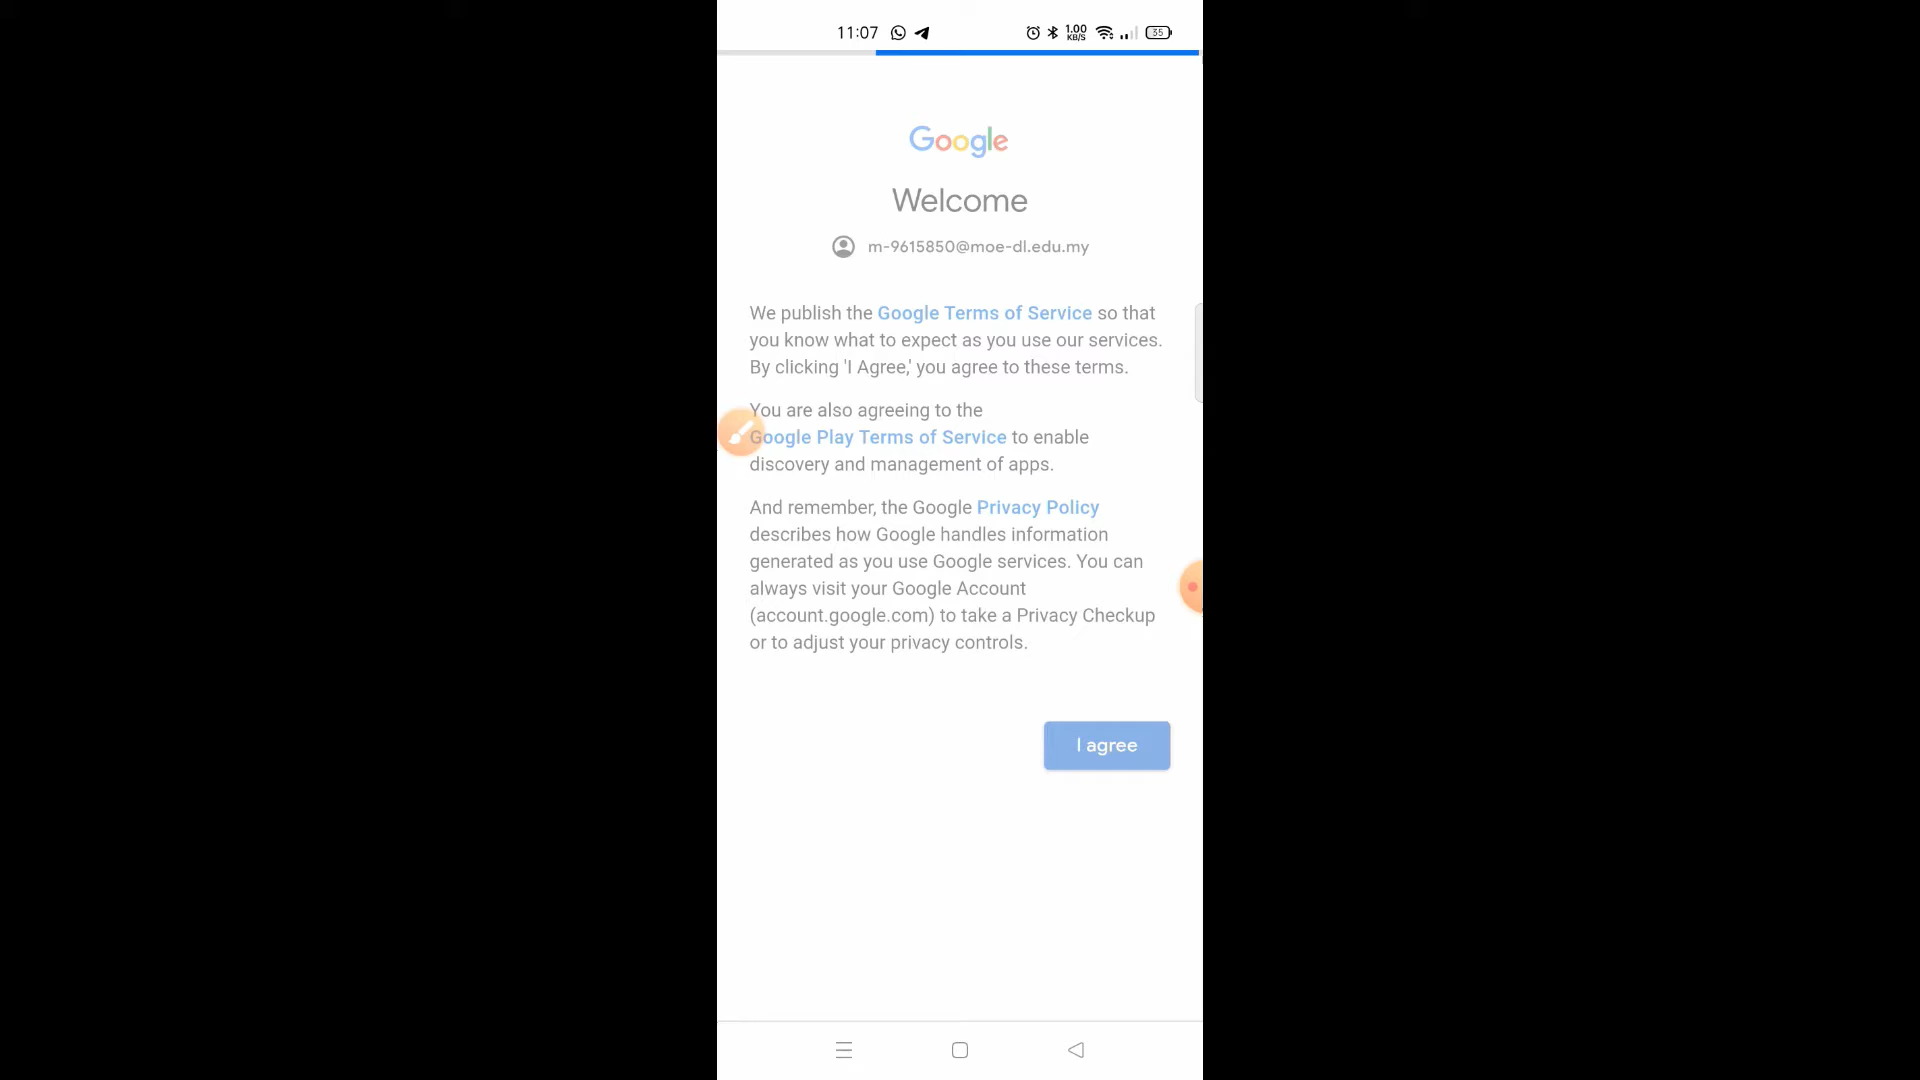 11:07
1.00 KB/S
35
Google
Welcome
m-9615850@moe-dl.edu.my
We publish the Google Terms of Service so that
you know what to expect as you use our services.
By clicking 'I Agree,' you agree to these terms.
You are also agreeing to the
Google Play Terms of Service to enable
discovery and management of apps.
And remember, the Google Privacy Policy
describes how Google handles information
generated as you use Google services. You can
always visit your Google Account
(account.google.com) to take a Privacy Checkup
or to adjust your privacy controls.
I agree